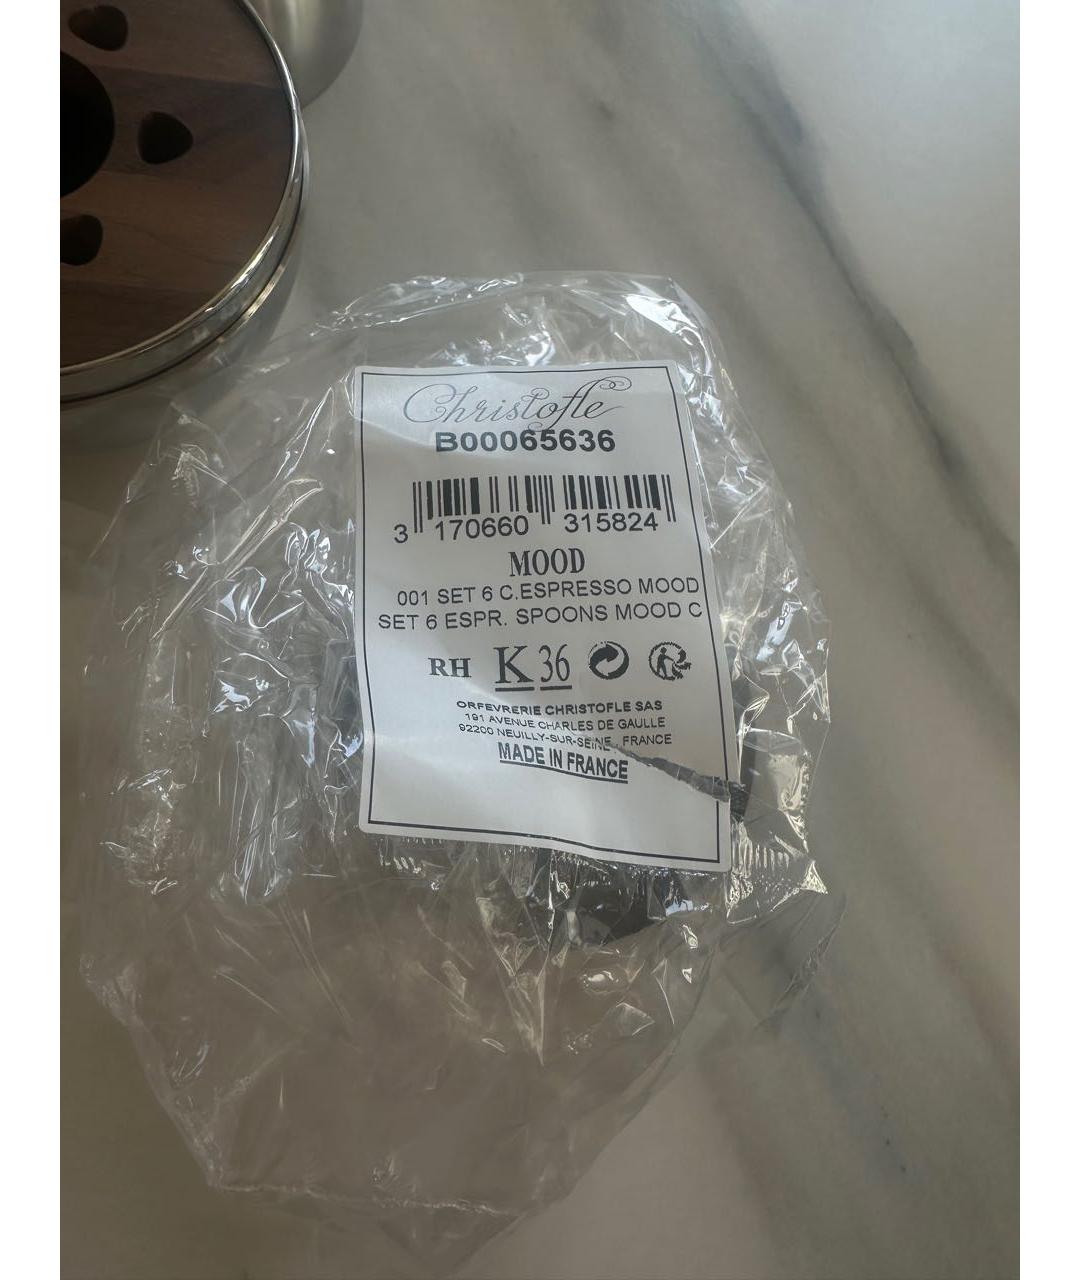 Christofle
B00065636
3 170660 315824
MOOD
001 SET 6 C.ESPRESSO MOOD
SET 6 ESPR. SPOONS MOOD C
RH K 36
ORFEVRERIE CHRISTOFLE SAS
191 AVENUE CHARLES DE GAULLE
92200 NEUILLY-SUR-SEINE, FRANCE
MADE IN FRANCE